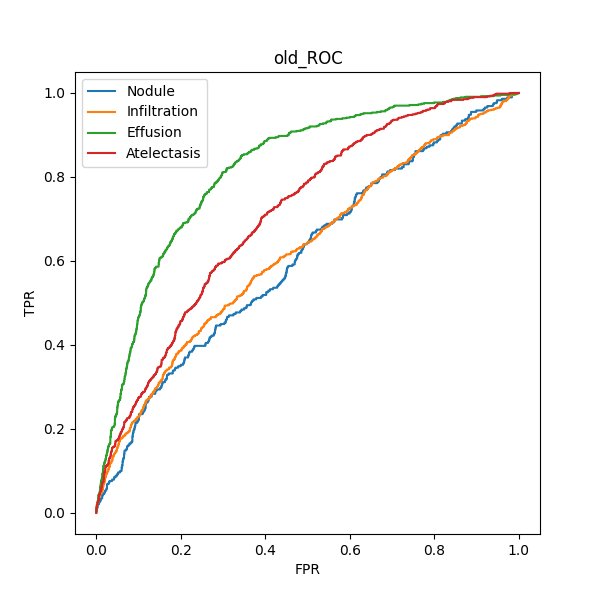 old_ROC
Nodule
Infiltration
Effusion
Atelectasis
1.0
0.8
0.6
0.4
0.2
0.0
TPR
0.0 0.2 0.4 0.6 0.8 1.0
FPR